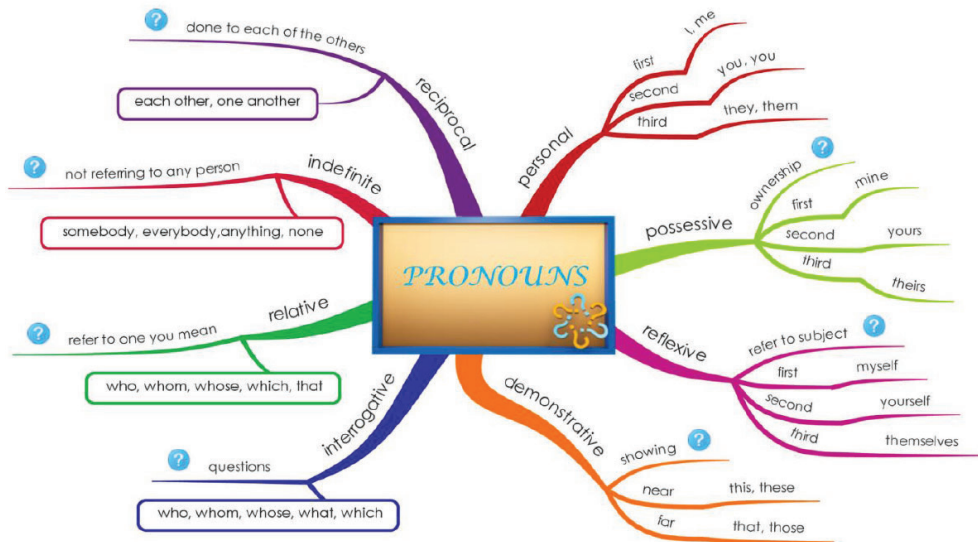 PRONOUNS
personal
first
I, me
second
you, you
third
they, them
possessive
? ownership
first
mine
second
yours
third
theirs
reflexive
refer to subject ?
first
myself
second
yourself
third
themselves
demonstrative
showing ?
near
this, these
far
that, those
interrogative
? questions
who, whom, whose, what, which
relative
? refer to one you mean
who, whom, whose, which, that
indefinite
? not referring to any person
somebody, everybody,anything, none
reciprocal
? done to each of the others
each other, one another